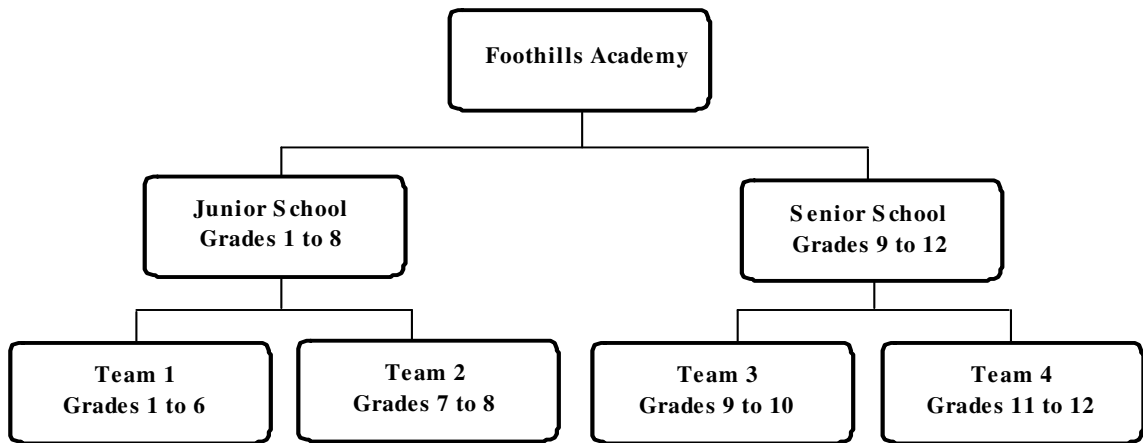 Foothills Academy
Junior School
Grades 1 to 8
Senior School
Grades 9 to 12
Team 1
Grades 1 to 6
Team 2
Grades 7 to 8
Team 3
Grades 9 to 10
Team 4
Grades 11 to 12